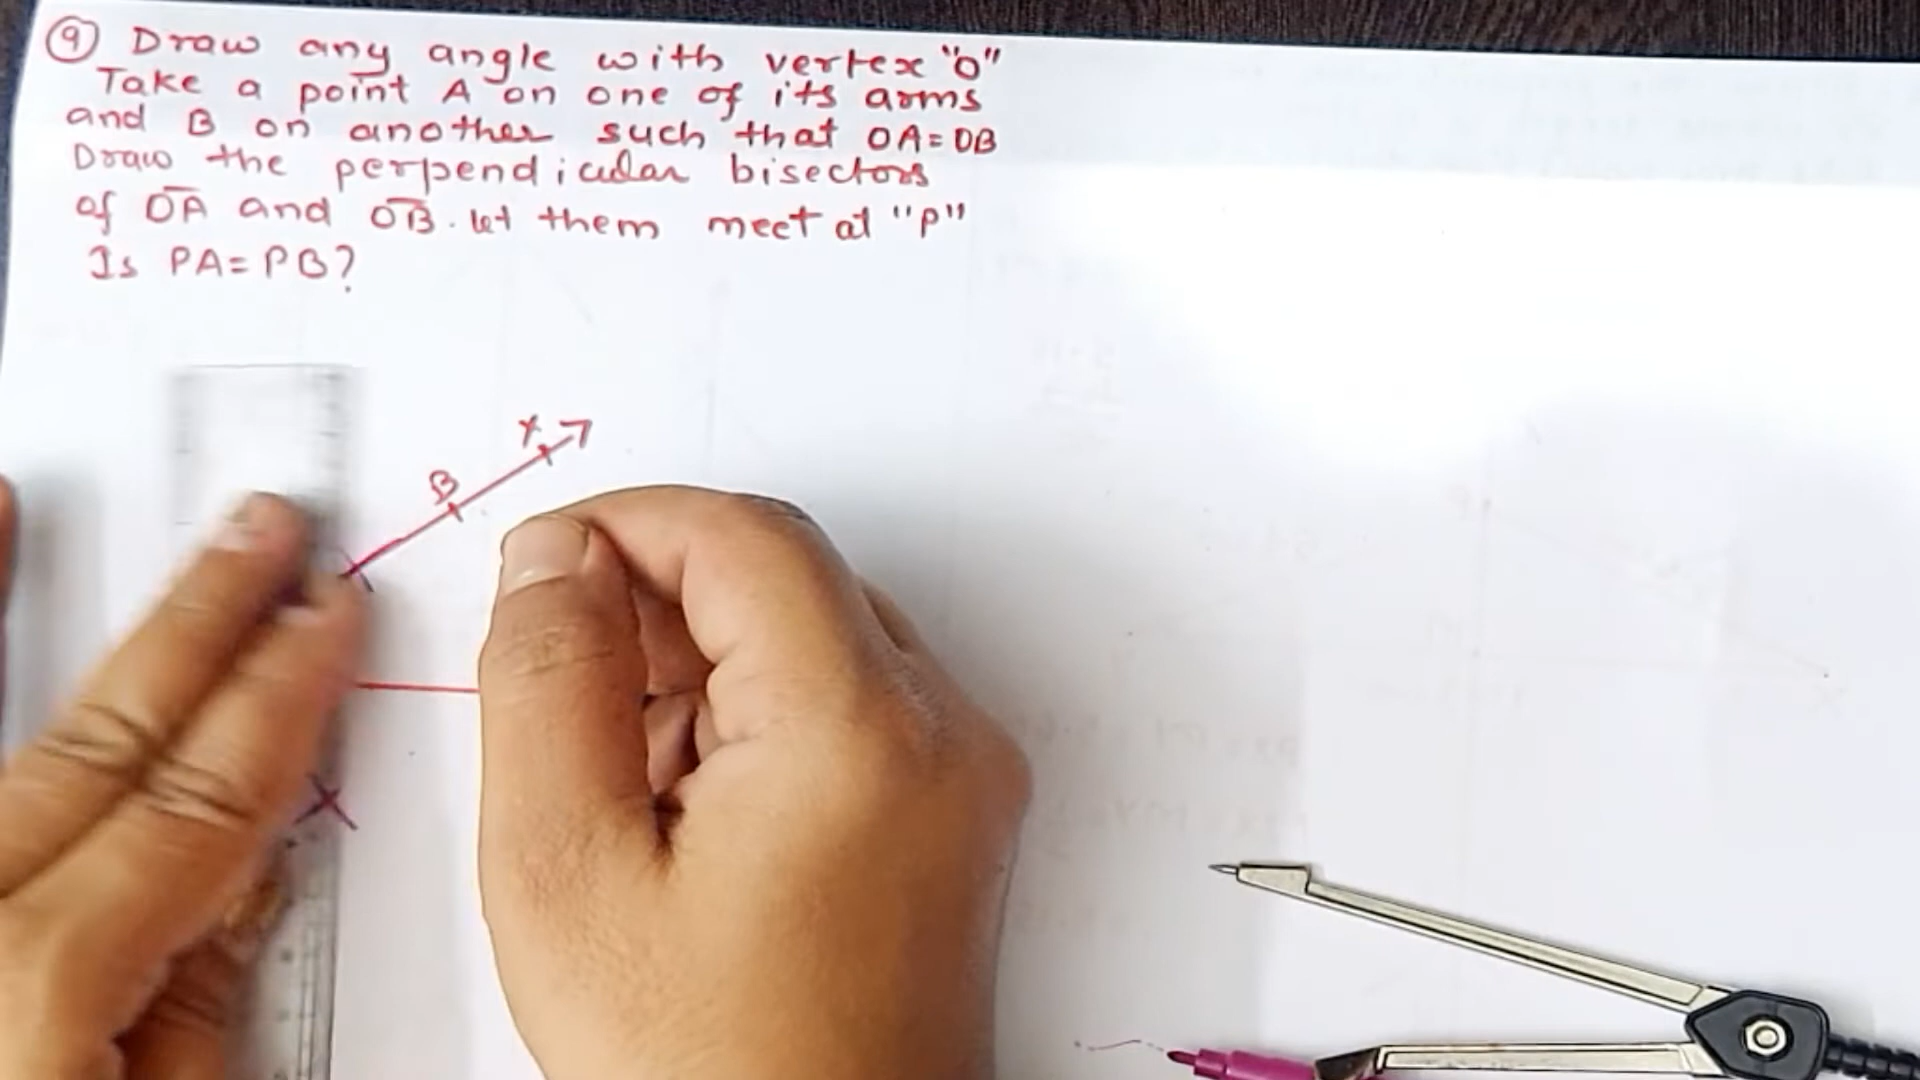 9 Draw any angle with vertex "O"
Take a point A on one of its arms
and B on another such that OA = OB
Draw the perpendicular bisectors
of OA and OB. let them meet at "P"
Is PA = PB?
B